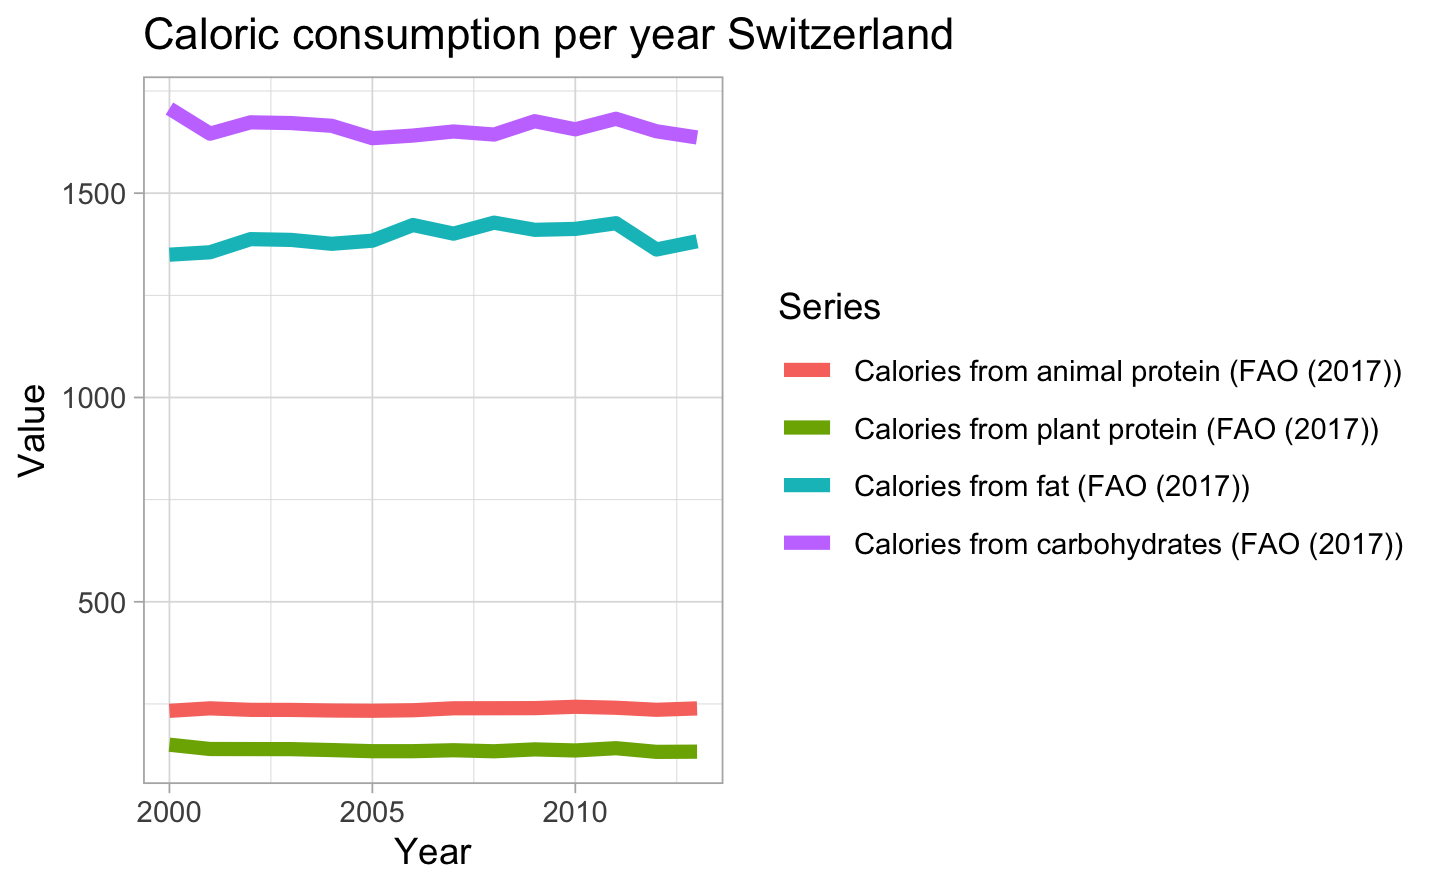 Caloric consumption per year Switzerland
1500
1000
500
Value
2000 2005 2010
Year
Series
Calories from animal protein (FAO (2017))
Calories from plant protein (FAO (2017))
Calories from fat (FAO (2017))
Calories from carbohydrates (FAO (2017))